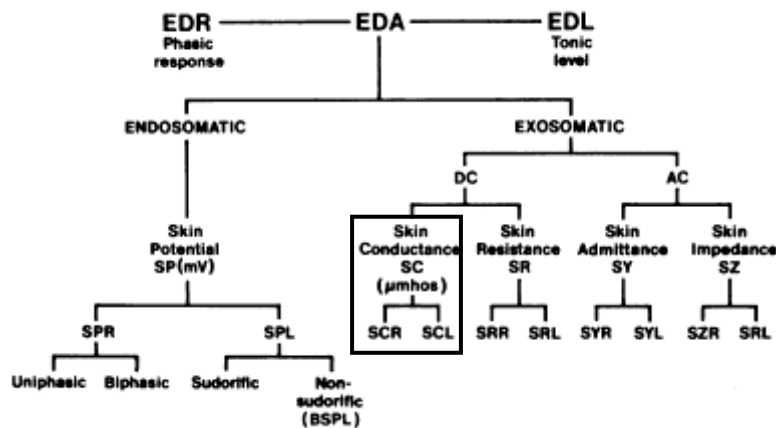 EDR EDA EDL
Phasic response
Tonic level
ENDOSOMATIC EXOSOMATIC
DC AC
Skin Potential SP(mV)
Skin Conductance SC (µmhos)
Skin Resistance SR
Skin Admittance SY
Skin Impedance SZ
SPR SPL SCR SCL SRR SRL SYR SYL SZR SRL
Uniphasic Biphasic Sudorific Non-sudorific (BSPL)